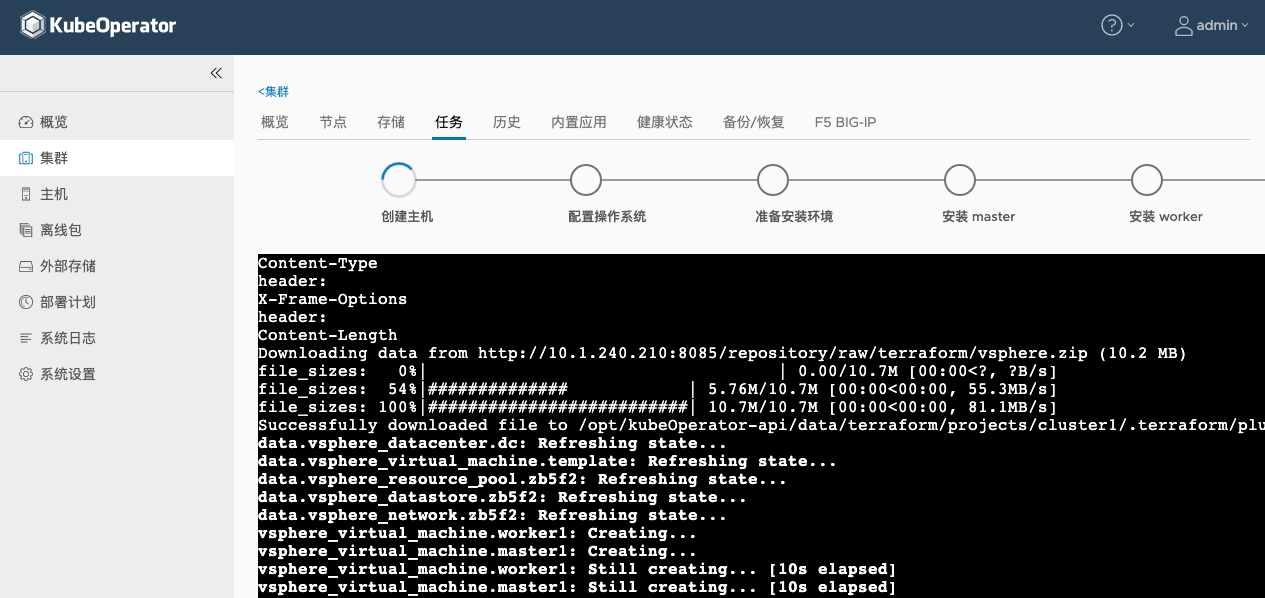 KubeOperator
admin
<集群
概览 节点 存储 任务 历史 内置应用 健康状态 备份/恢复 F5 BIG-IP
概览
集群
主机
离线包
外部存储
部署计划
系统日志
系统设置
创建主机 配置操作系统 准备安装环境 安装 master 安装 worker
Content-Type
header:
X-Frame-Options
header:
Content-Length
Downloading data from http://10.1.240.210:8085/repository/raw/terraform/vsphere.zip (10.2 MB)
file_sizes:   0%|                                   | 0.00/10.7M [00:00<?, ?B/s]
file_sizes:  54%|##############            | 5.76M/10.7M [00:00<00:00, 55.3MB/s]
file_sizes: 100%|##########################| 10.7M/10.7M [00:00<00:00, 81.1MB/s]
Successfully downloaded file to /opt/kubeOperator-api/data/terraform/projects/cluster1/.terraform/plu
data.vsphere_datacenter.dc: Refreshing state...
data.vsphere_virtual_machine.template: Refreshing state...
data.vsphere_resource_pool.zb5f2: Refreshing state...
data.vsphere_datastore.zb5f2: Refreshing state...
data.vsphere_network.zb5f2: Refreshing state...
vsphere_virtual_machine.worker1: Creating...
vsphere_virtual_machine.master1: Creating...
vsphere_virtual_machine.worker1: Still creating... [10s elapsed]
vsphere_virtual_machine.master1: Still creating... [10s elapsed]